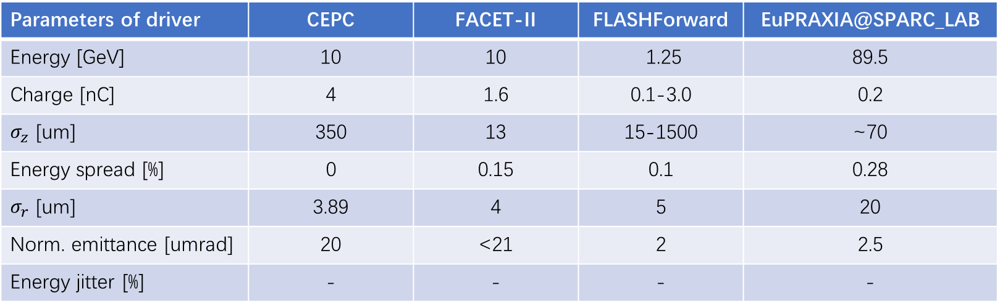 Parameters of driver CEPC FACET-II FLASHForward EuPRAXIA@SPARC_LAB
Energy [GeV] 10 10 1.25 89.5
Charge [nC] 4 1.6 0.1-3.0 0.2
σz [um] 350 13 15-1500 ~70
Energy spread [%] 0 0.15 0.1 0.28
σr [um] 3.89 4 5 20
Norm. emittance [umrad] 20 <21 2 2.5
Energy jitter [%] - - - -